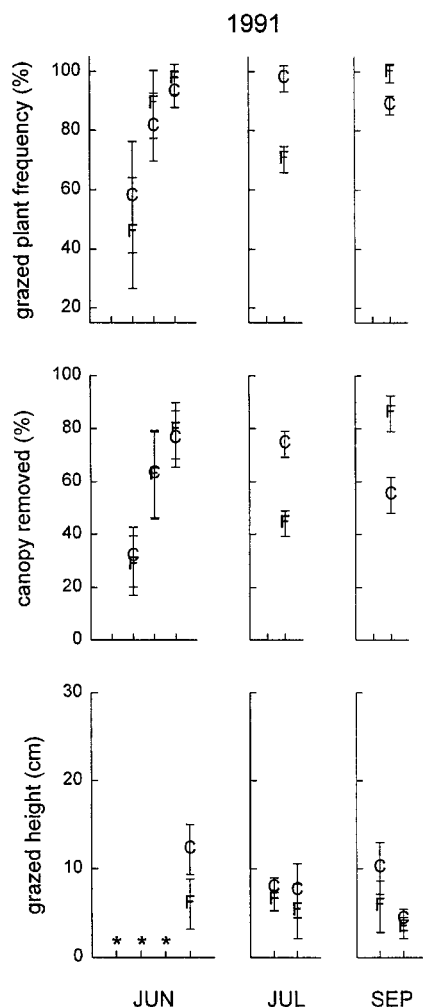 1991
grazed plant frequency (%)
100
80
60
40
20
C
F
F
C
F
C
C
F
F
C
canopy removed (%)
100
80
60
40
20
0
C
F
C
F
F
C
C
F
F
C
grazed height (cm)
30
20
10
0
* * *
C
F
C
F
C
F
C
F
C
F
JUN JUL SEP